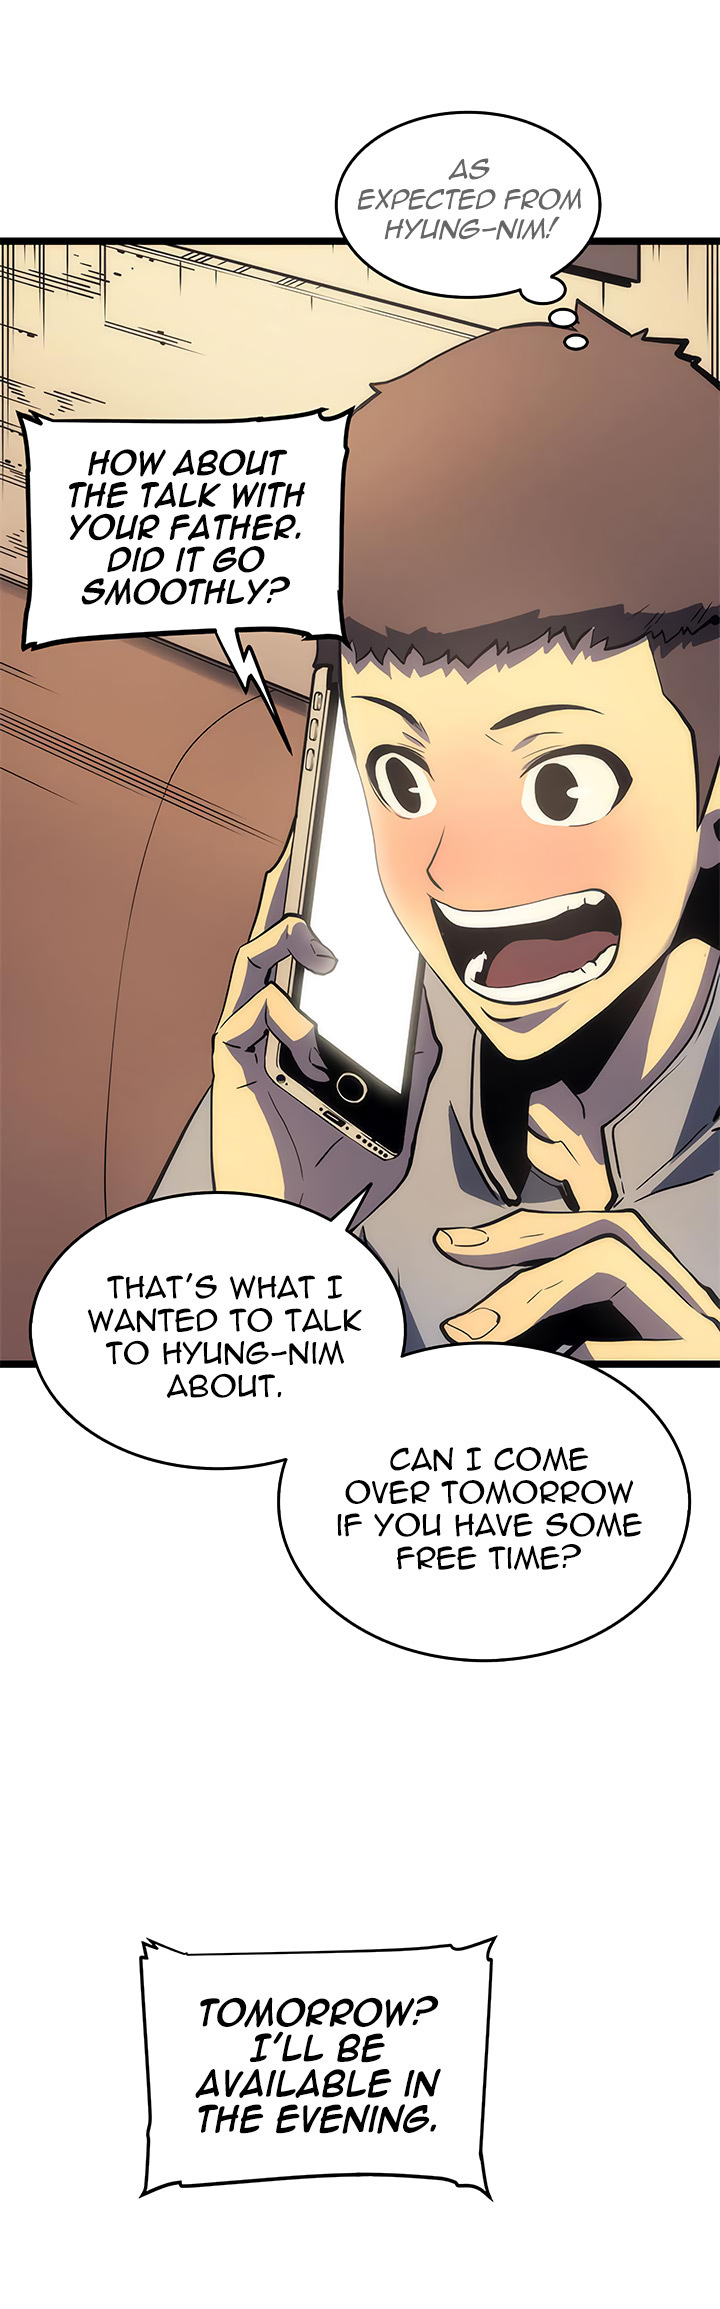 AS
EXPECTED FROM
HYUNG-NIM!
HOW ABOUT
THE TALK WITH
YOUR FATHER.
DID IT GO
SMOOTHLY?
THAT'S WHAT I
WANTED TO TALK
TO HYUNG-NIM
ABOUT.
CAN I COME
OVER TOMORROW
IF YOU HAVE SOME
FREE TIME?
TOMORROW?
I'LL BE
AVAILABLE IN
THE EVENING.